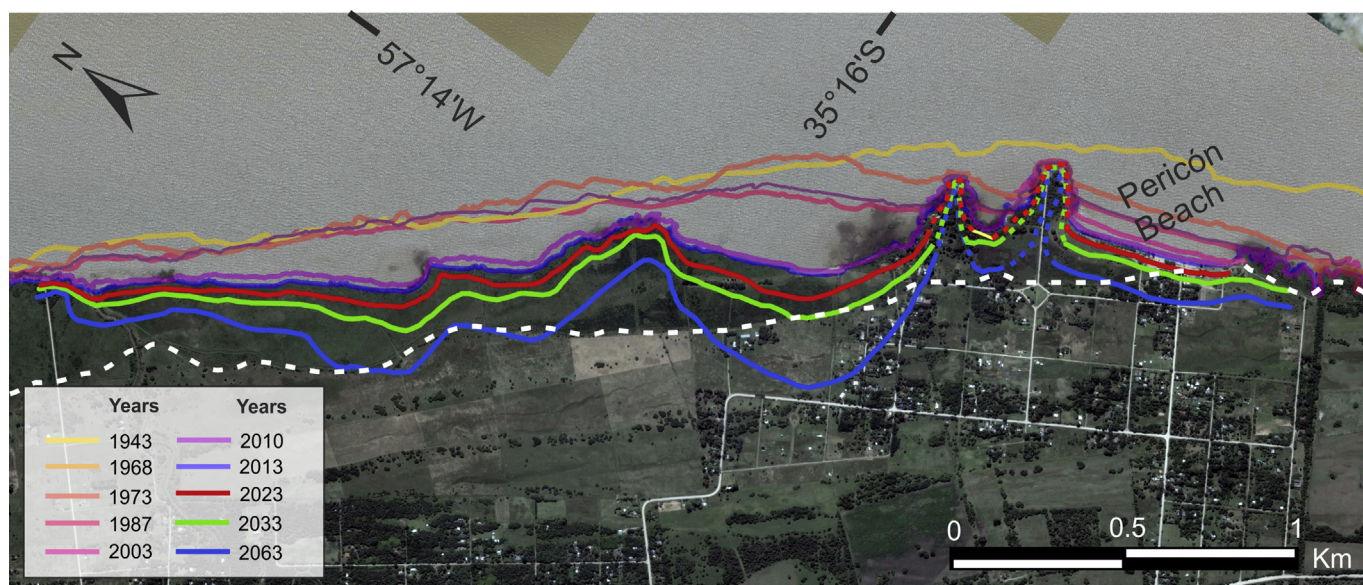 N
57°14'W
35°16'S
Pericón
Beach
Years Years
1943 2010
1968 2013
1973 2023
1987 2033
2003 2063
0 0.5 1
Km